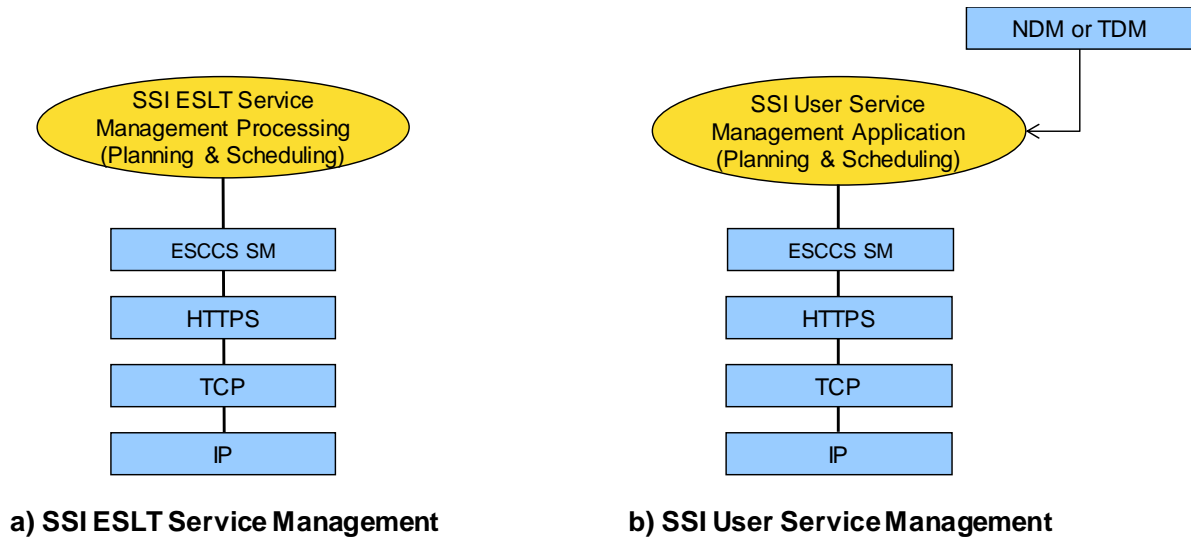 NDM or TDM
SSI ESLT Service
Management Processing
(Planning & Scheduling)
ESCCS SM
HTTPS
TCP
IP
a) SSI ESLT Service Management
SSI User Service
Management Application
(Planning & Scheduling)
ESCCS SM
HTTPS
TCP
IP
b) SSI User Service Management